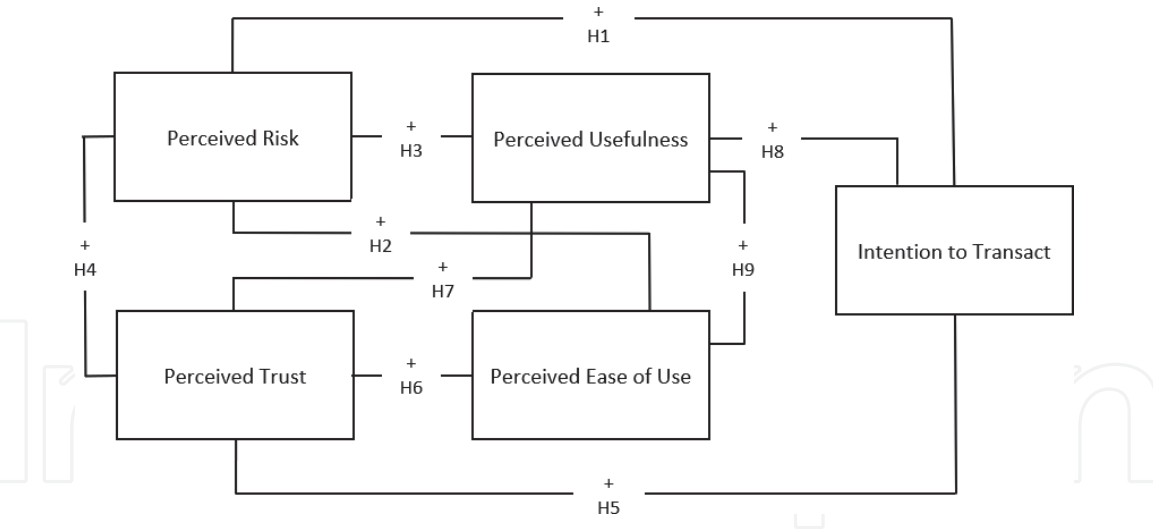 +
H1
Perceived Risk
+
H3
Perceived Usefulness
+
H8
+
H2
+
H4
+
H9
Intention to Transact
+
H7
Perceived Trust
+
H6
Perceived Ease of Use
+
H5